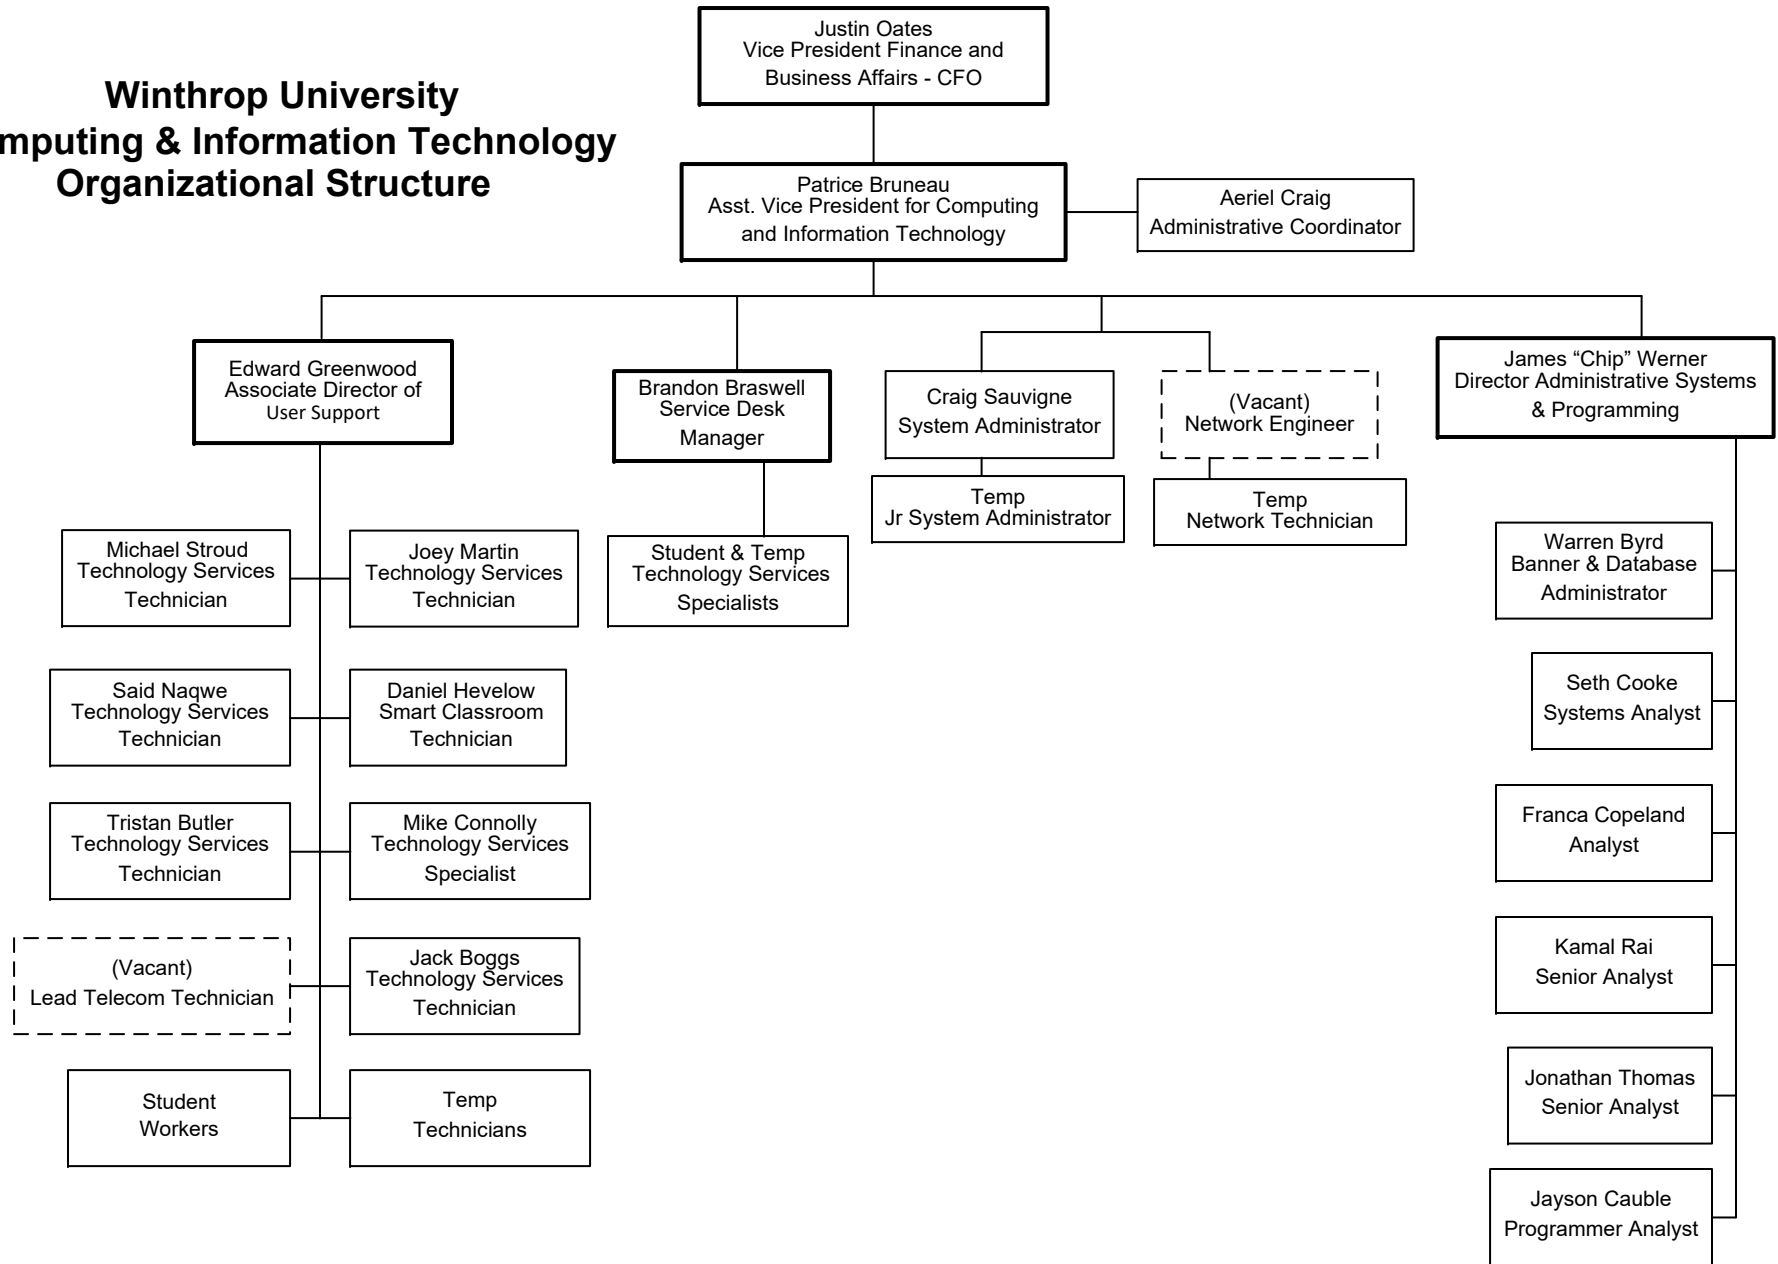 Justin Oates
Vice President Finance and
Business Affairs - CFO
Winthrop University
mputing & Information Technology
Organizational Structure
Patrice Bruneau
Asst. Vice President for Computing
and Information Technology
Aeriel Craig
Administrative Coordinator
Edward Greenwood
Associate Director of
User Support
Brandon Braswell
Service Desk
Manager
Craig Sauvigne
System Administrator
(Vacant)
Network Engineer
James “Chip” Werner
Director Administrative Systems
& Programming
Temp
Jr System Administrator
Temp
Network Technician
Michael Stroud
Technology Services
Technician
Joey Martin
Technology Services
Technician
Student & Temp
Technology Services
Specialists
Warren Byrd
Banner & Database
Administrator
Said Naqwe
Technology Services
Technician
Daniel Hevelow
Smart Classroom
Technician
Seth Cooke
Systems Analyst
Tristan Butler
Technology Services
Technician
Mike Connolly
Technology Services
Specialist
Franca Copeland
Analyst
(Vacant)
Lead Telecom Technician
Jack Boggs
Technology Services
Technician
Kamal Rai
Senior Analyst
Student
Workers
Temp
Technicians
Jonathan Thomas
Senior Analyst
Jayson Cauble
Programmer Analyst